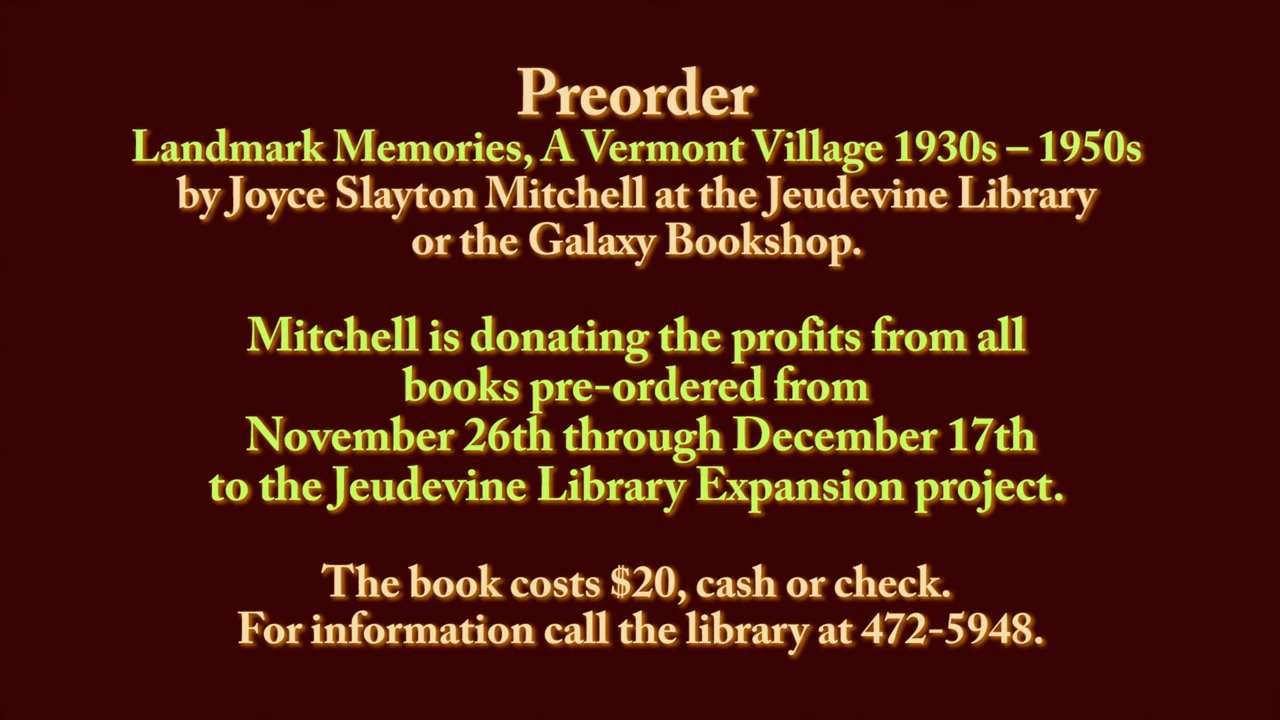 Preorder
Landmark Memories, A Vermont Village 1930s – 1950s
by Joyce Slayton Mitchell at the Jeudevine Library
or the Galaxy Bookshop.
Mitchell is donating the profits from all
books pre-ordered from
November 26th through December 17th
to the Jeudevine Library Expansion project.
The book costs $20, cash or check.
For information call the library at 472-5948.